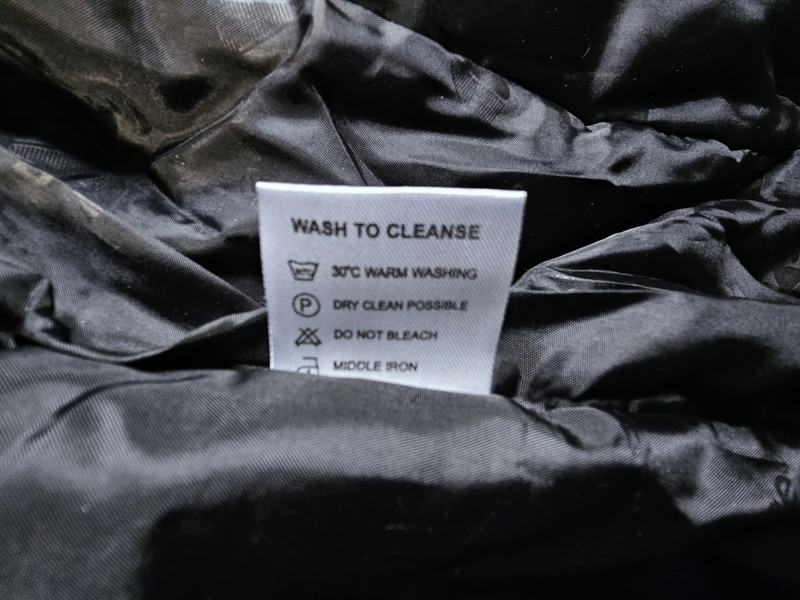 WASH TO CLEANSE
30°C WARM WASHING
P DRY CLEAN POSSIBLE
DO NOT BLEACH
MIDDLE IRON